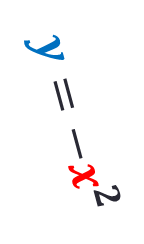 y = -x²